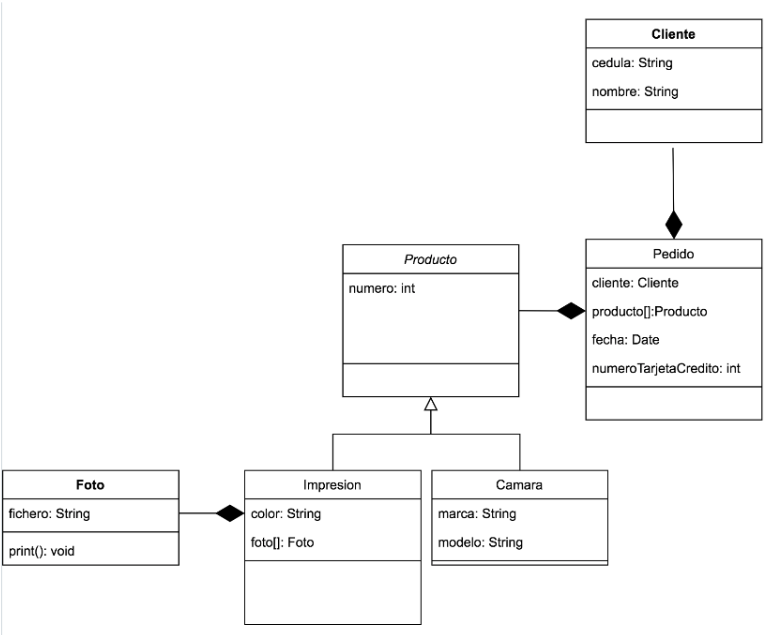 Cliente
cedula: String
nombre: String
Producto
numero: int
Pedido
cliente: Cliente
producto[]:Producto
fecha: Date
numeroTarjetaCredito: int
Foto
fichero: String
print(): void
Impresion
color: String
foto[]: Foto
Camara
marca: String
modelo: String